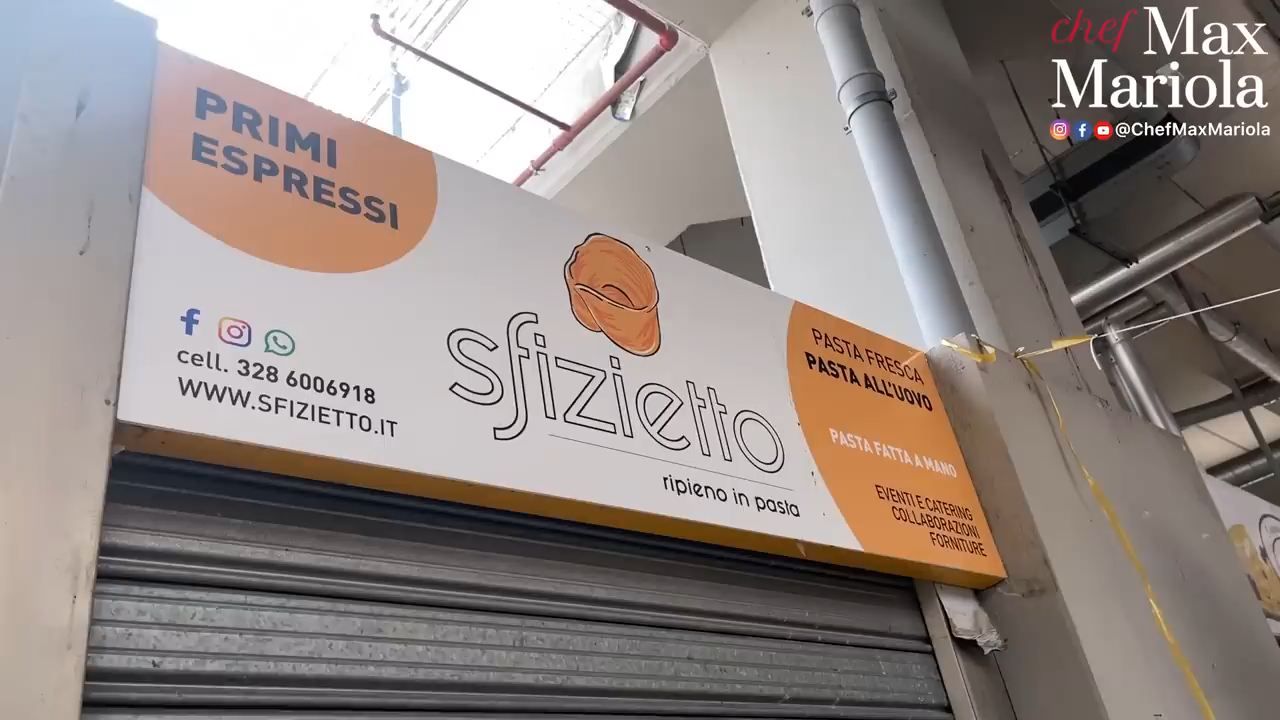 chef Max
Mariola
@ChefMaxMariola
PRIMI
ESPRESSI
cell. 328 6006918
WWW.SFIZIETTO.IT
sfizietto
ripieno in pasta
PASTA FRESCA
PASTA ALL'UOVO
PASTA FATTA A MANO
EVENTI E CATERING
COLLABORAZIONI
FORNITURE